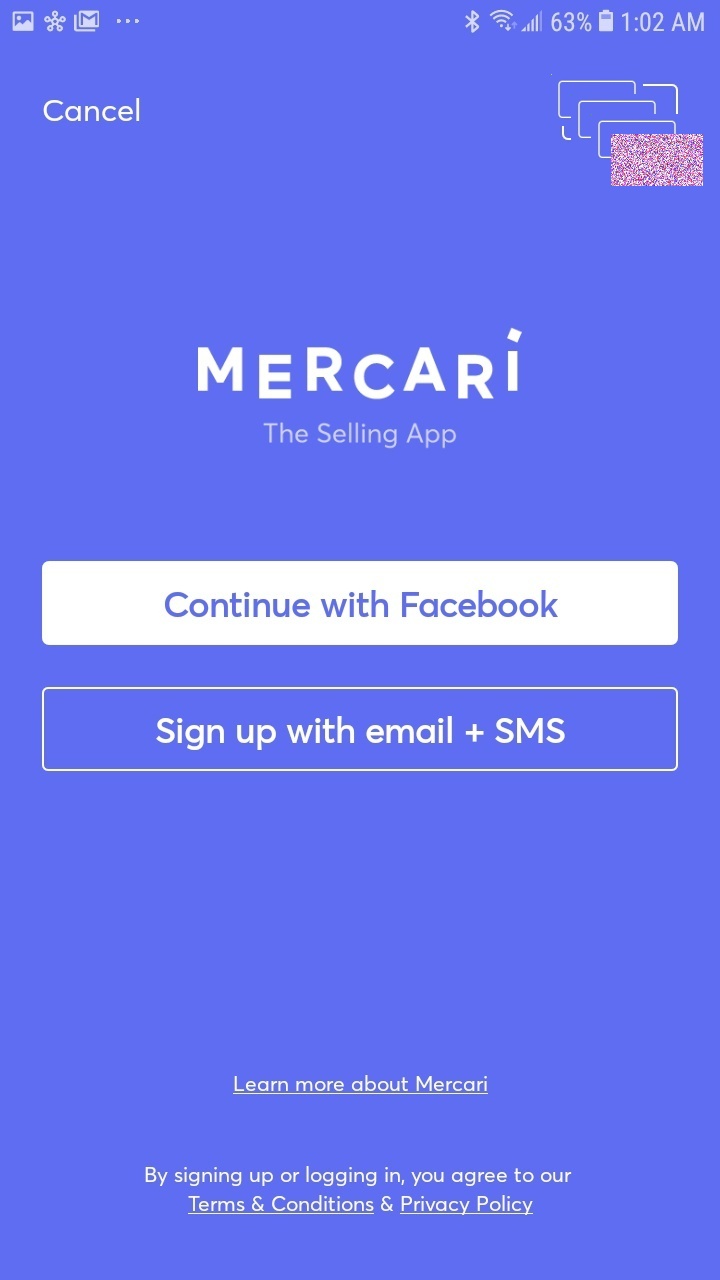 63% 1:02 AM
Cancel
MERCARI
The Selling App
Continue with Facebook
Sign up with email + SMS
Learn more about Mercari
By signing up or logging in, you agree to our
Terms & Conditions & Privacy Policy